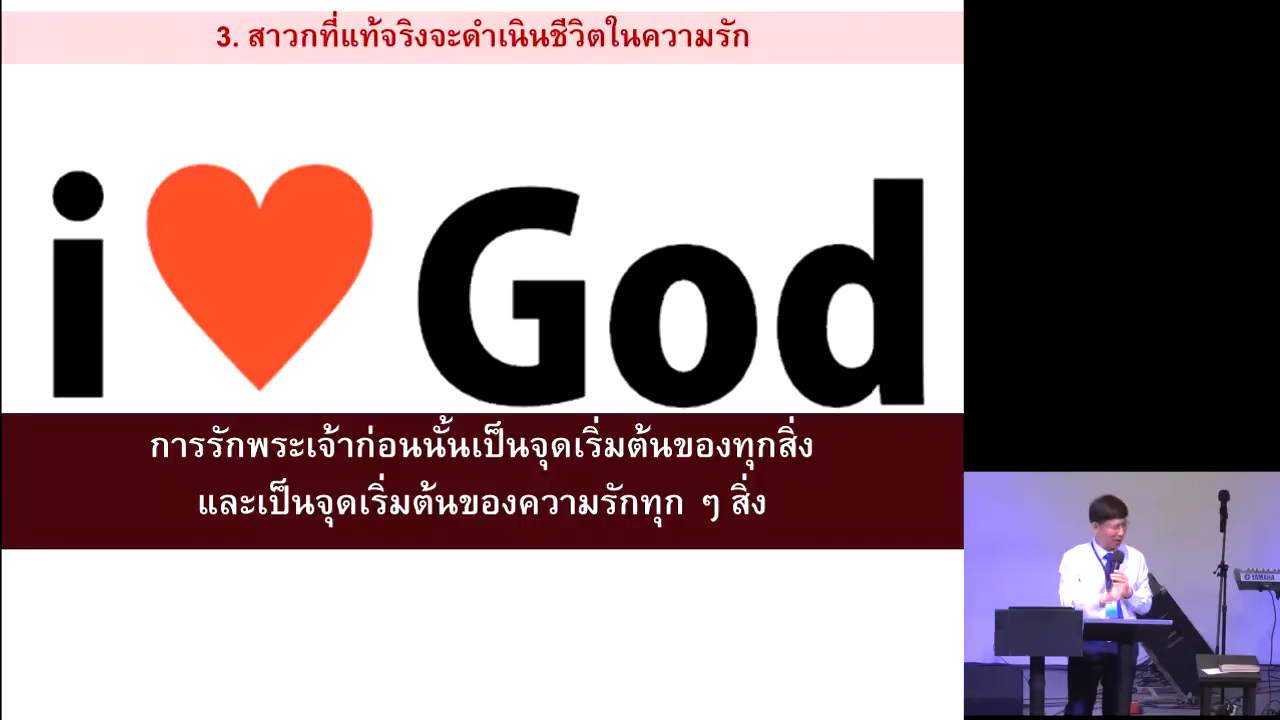 3. สาวกที่แท้จริงจะดำเนินชีวิตในความรัก
i God
การรักพระเจ้าก่อนนั้นเป็นจุดเริ่มต้นของทุกสิ่ง
และเป็นจุดเริ่มต้นของความรักทุก ๆ สิ่ง
YAMAHA